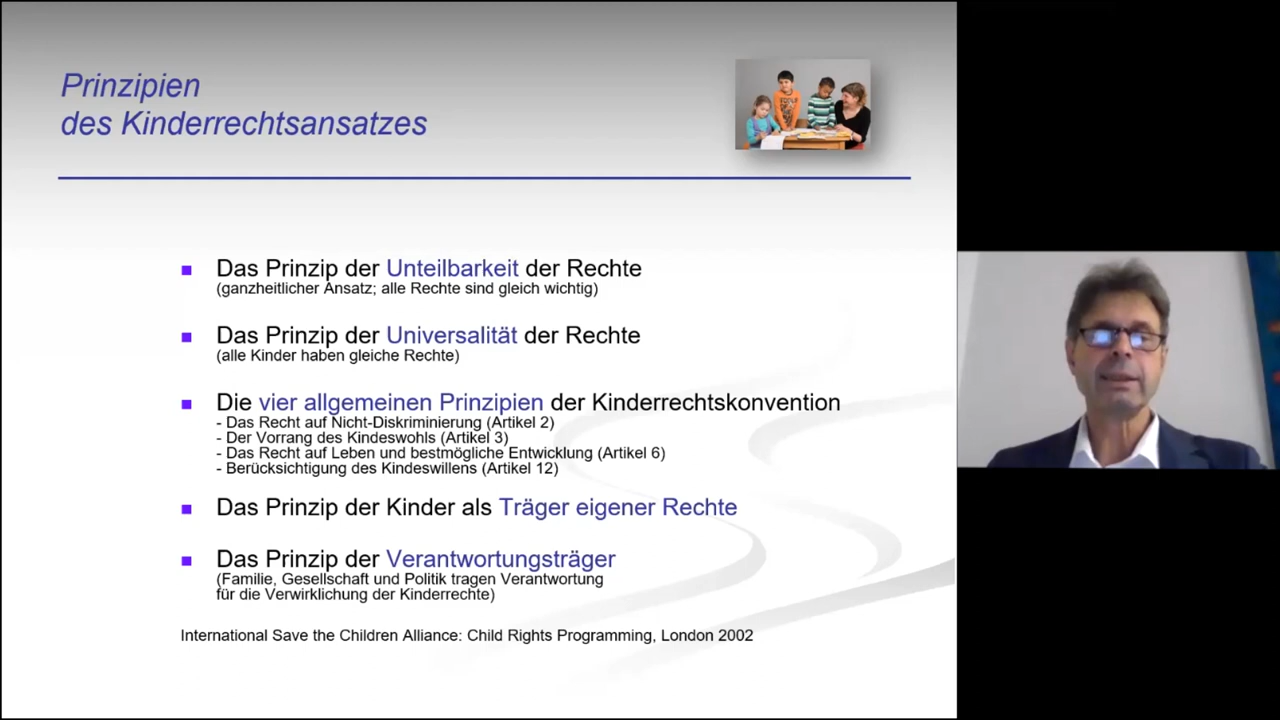 Prinzipien
des Kinderrechtsansatzes
Das Prinzip der Unteilbarkeit der Rechte
(ganzheitlicher Ansatz; alle Rechte sind gleich wichtig)
Das Prinzip der Universalität der Rechte
(alle Kinder haben gleiche Rechte)
Die vier allgemeinen Prinzipien der Kinderrechtskonvention
- Das Recht auf Nicht-Diskriminierung (Artikel 2)
- Der Vorrang des Kindeswohls (Artikel 3)
- Das Recht auf Leben und bestmögliche Entwicklung (Artikel 6)
- Berücksichtigung des Kindeswillens (Artikel 12)
Das Prinzip der Kinder als Träger eigener Rechte
Das Prinzip der Verantwortungsträger
(Familie, Gesellschaft und Politik tragen Verantwortung
für die Verwirklichung der Kinderrechte)
International Save the Children Alliance: Child Rights Programming, London 2002